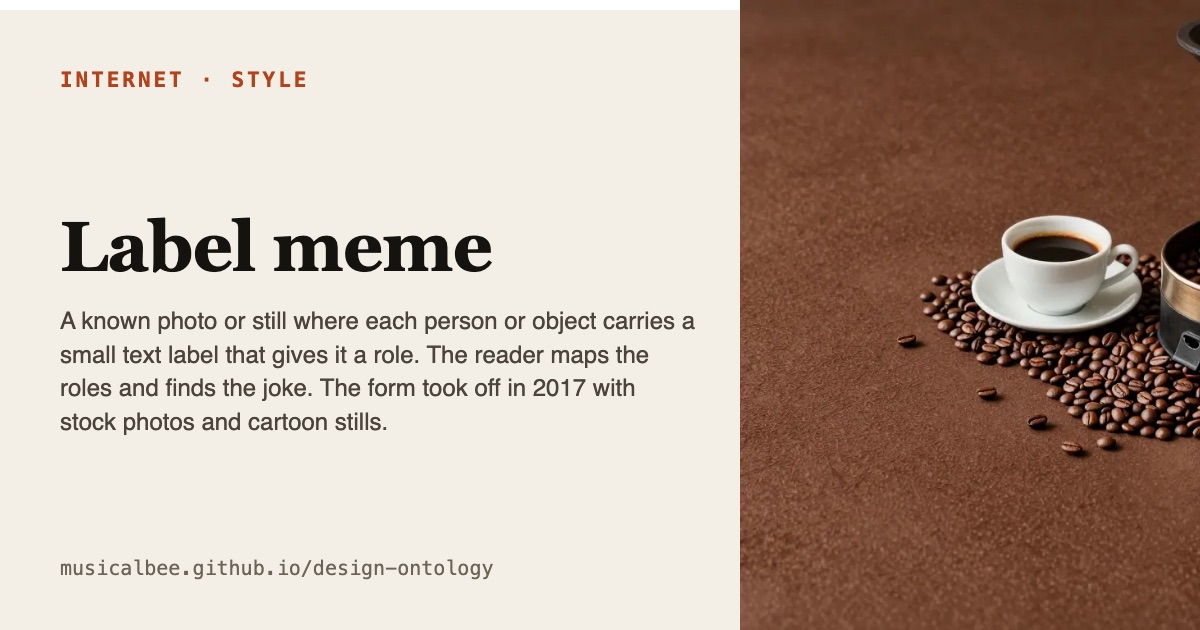 INTERNET · STYLE
Label meme
A known photo or still where each person or object carries a
small text label that gives it a role. The reader maps the
roles and finds the joke. The form took off in 2017 with
stock photos and cartoon stills.
musicalbee.github.io/design-ontology